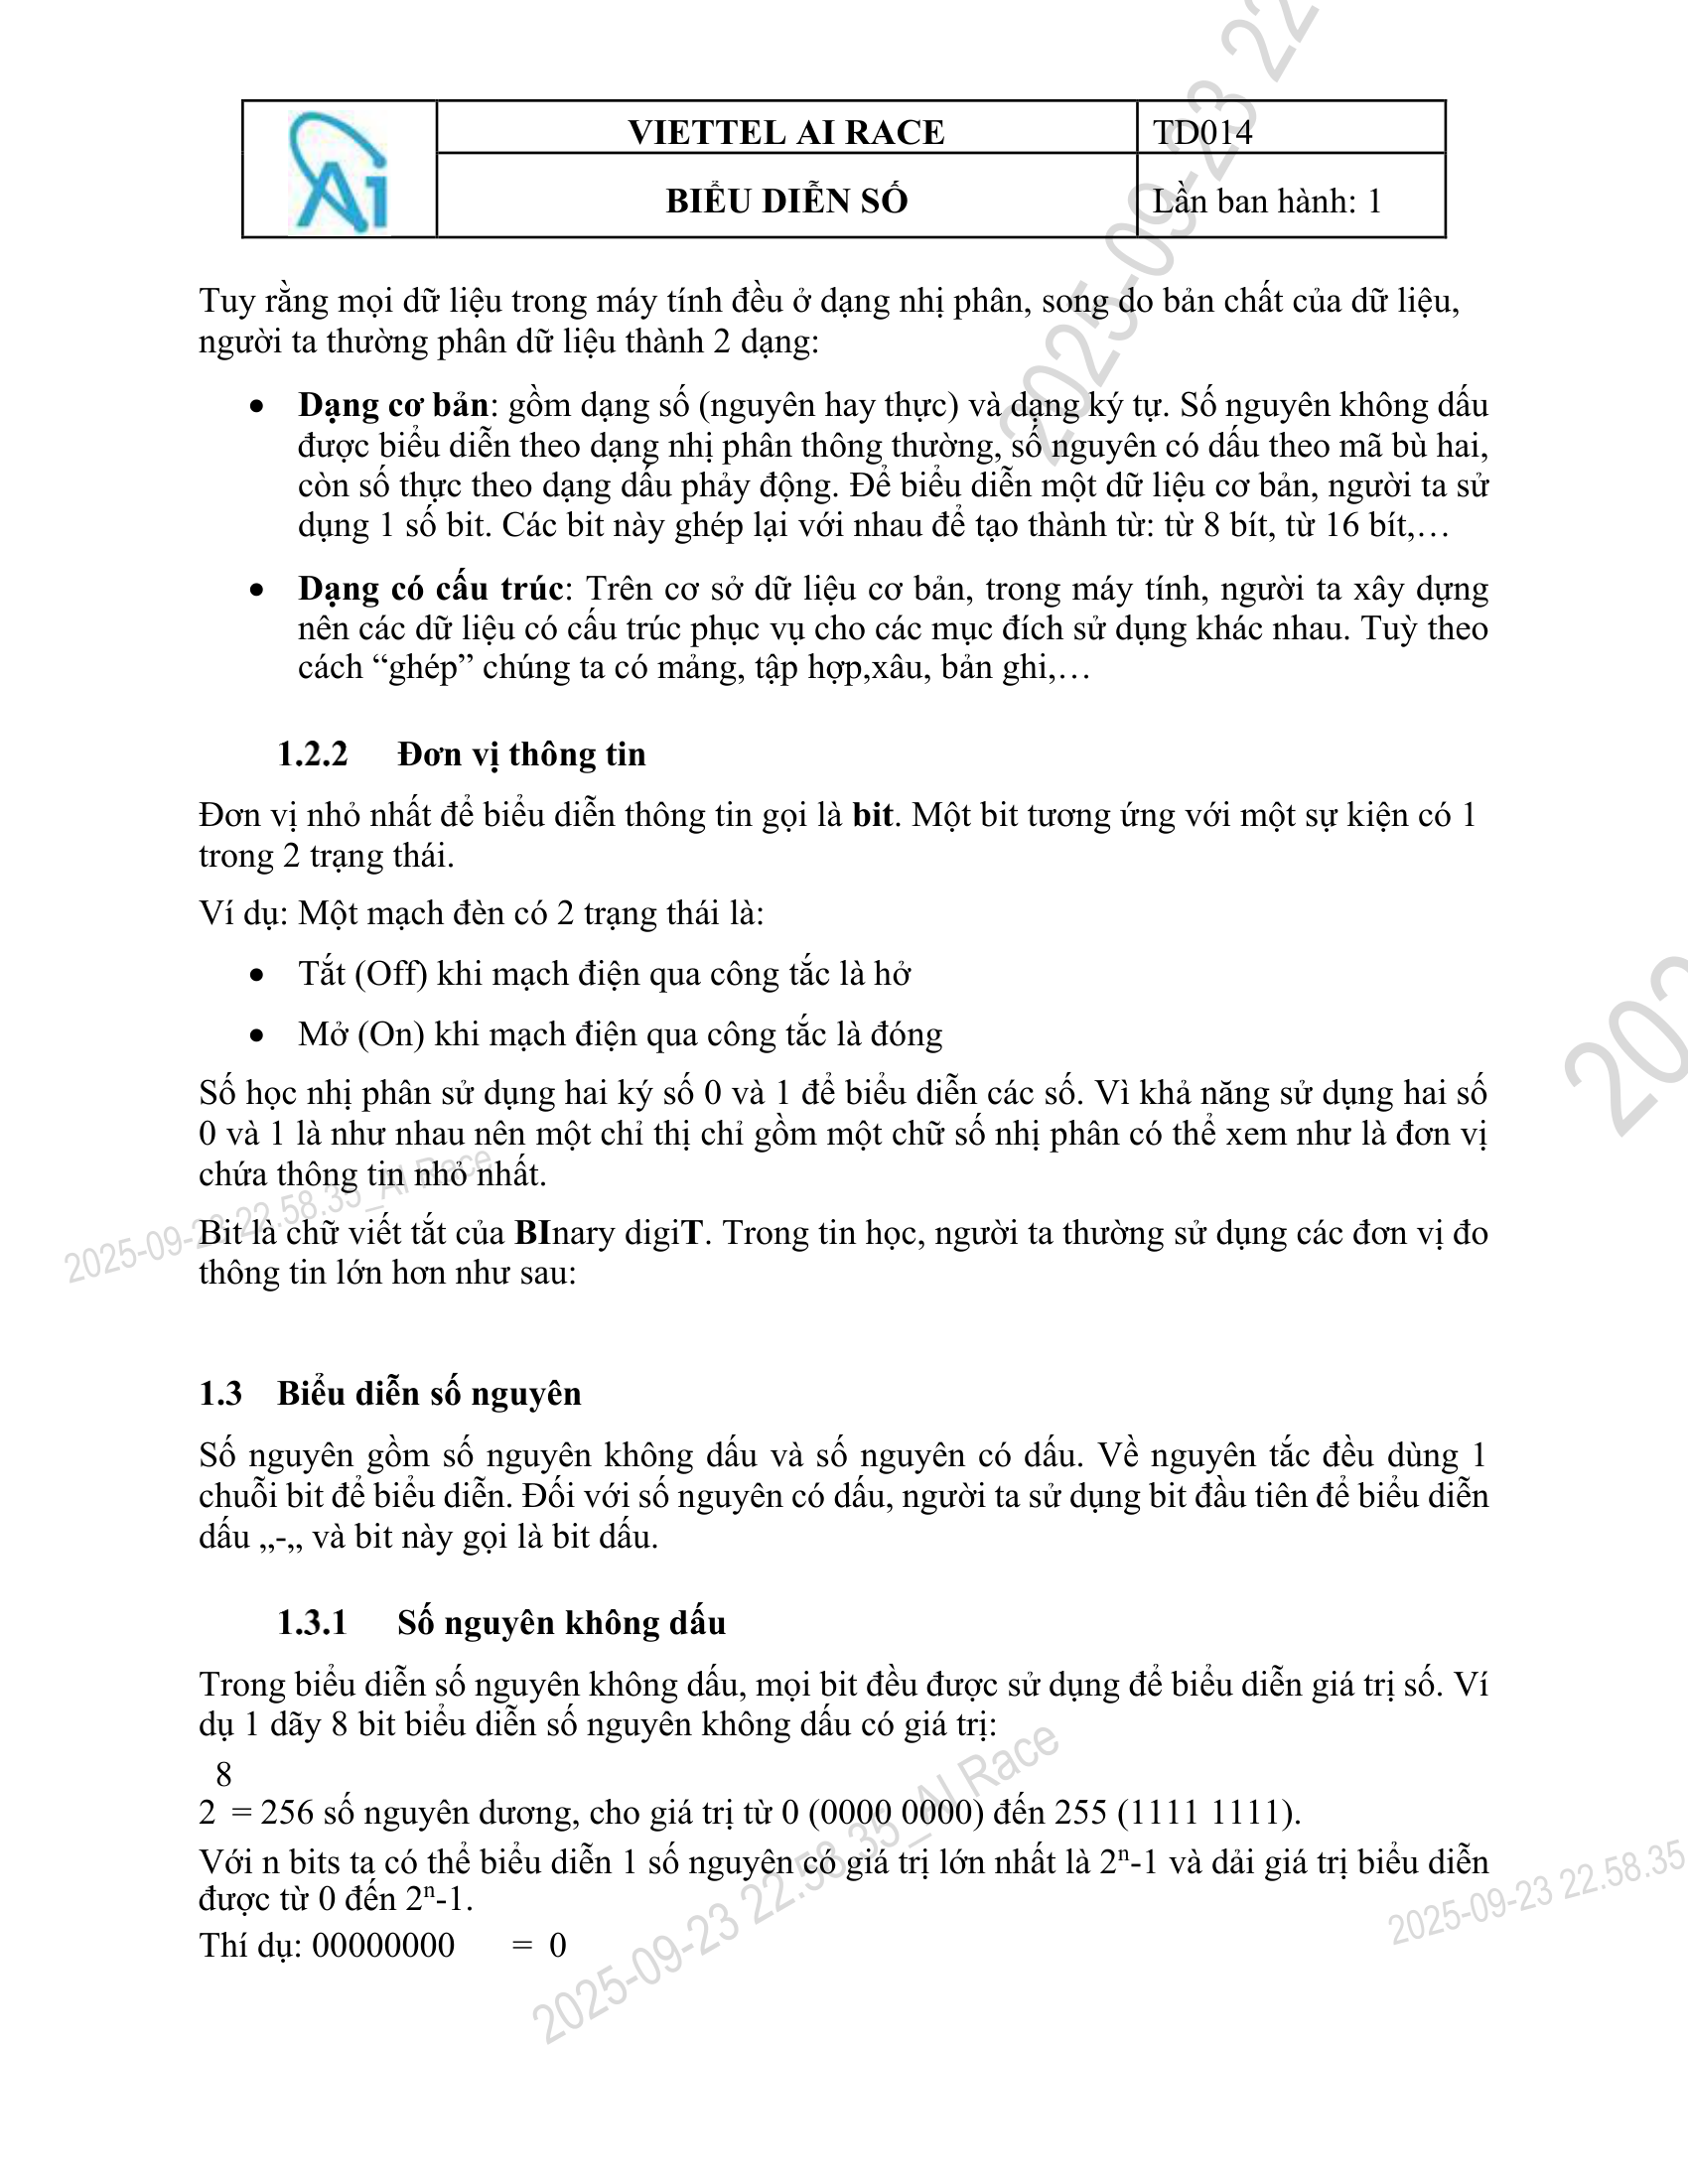 VIETTEL AI RACE
TD014
BIỂU DIỄN SỐ
Lần ban hành: 1
Tuy rằng mọi dữ liệu trong máy tính đều ở dạng nhị phân, song do bản chất của dữ liệu,
người ta thường phân dữ liệu thành 2 dạng:
• Dạng cơ bản: gồm dạng số (nguyên hay thực) và dạng ký tự. Số nguyên không dấu
được biểu diễn theo dạng nhị phân thông thường, số nguyên có dấu theo mã bù hai,
còn số thực theo dạng dấu phảy động. Để biểu diễn một dữ liệu cơ bản, người ta sử
dụng 1 số bit. Các bit này ghép lại với nhau để tạo thành từ: từ 8 bít, từ 16 bít,…
• Dạng có cấu trúc: Trên cơ sở dữ liệu cơ bản, trong máy tính, người ta xây dựng
nên các dữ liệu có cấu trúc phục vụ cho các mục đích sử dụng khác nhau. Tuỳ theo
cách “ghép” chúng ta có mảng, tập hợp,xâu, bản ghi,…
1.2.2 Đơn vị thông tin
Đơn vị nhỏ nhất để biểu diễn thông tin gọi là bit. Một bit tương ứng với một sự kiện có 1
trong 2 trạng thái.
Ví dụ: Một mạch đèn có 2 trạng thái là:
• Tắt (Off) khi mạch điện qua công tắc là hở
• Mở (On) khi mạch điện qua công tắc là đóng
Số học nhị phân sử dụng hai ký số 0 và 1 để biểu diễn các số. Vì khả năng sử dụng hai số
0 và 1 là như nhau nên một chỉ thị chỉ gồm một chữ số nhị phân có thể xem như là đơn vị
chứa thông tin nhỏ nhất.
Bit là chữ viết tắt của BInary digiT. Trong tin học, người ta thường sử dụng các đơn vị đo
thông tin lớn hơn như sau:
1.3 Biểu diễn số nguyên
Số nguyên gồm số nguyên không dấu và số nguyên có dấu. Về nguyên tắc đều dùng 1
chuỗi bit để biểu diễn. Đối với số nguyên có dấu, người ta sử dụng bit đầu tiên để biểu diễn
dấu „-„ và bit này gọi là bit dấu.
1.3.1 Số nguyên không dấu
Trong biểu diễn số nguyên không dấu, mọi bit đều được sử dụng để biểu diễn giá trị số. Ví
dụ 1 dãy 8 bit biểu diễn số nguyên không dấu có giá trị:
8
2 = 256 số nguyên dương, cho giá trị từ 0 (0000 0000) đến 255 (1111 1111).
Với n bits ta có thể biểu diễn 1 số nguyên có giá trị lớn nhất là 2ⁿ-1 và dải giá trị biểu diễn
được từ 0 đến 2ⁿ-1.
Thí dụ: 00000000 = 0
2025-09-23 22
202
2025-09-23 22.58.35_AI Race
2025-09-23 22.58.35_AI Race
2025-09-23 22.58.35